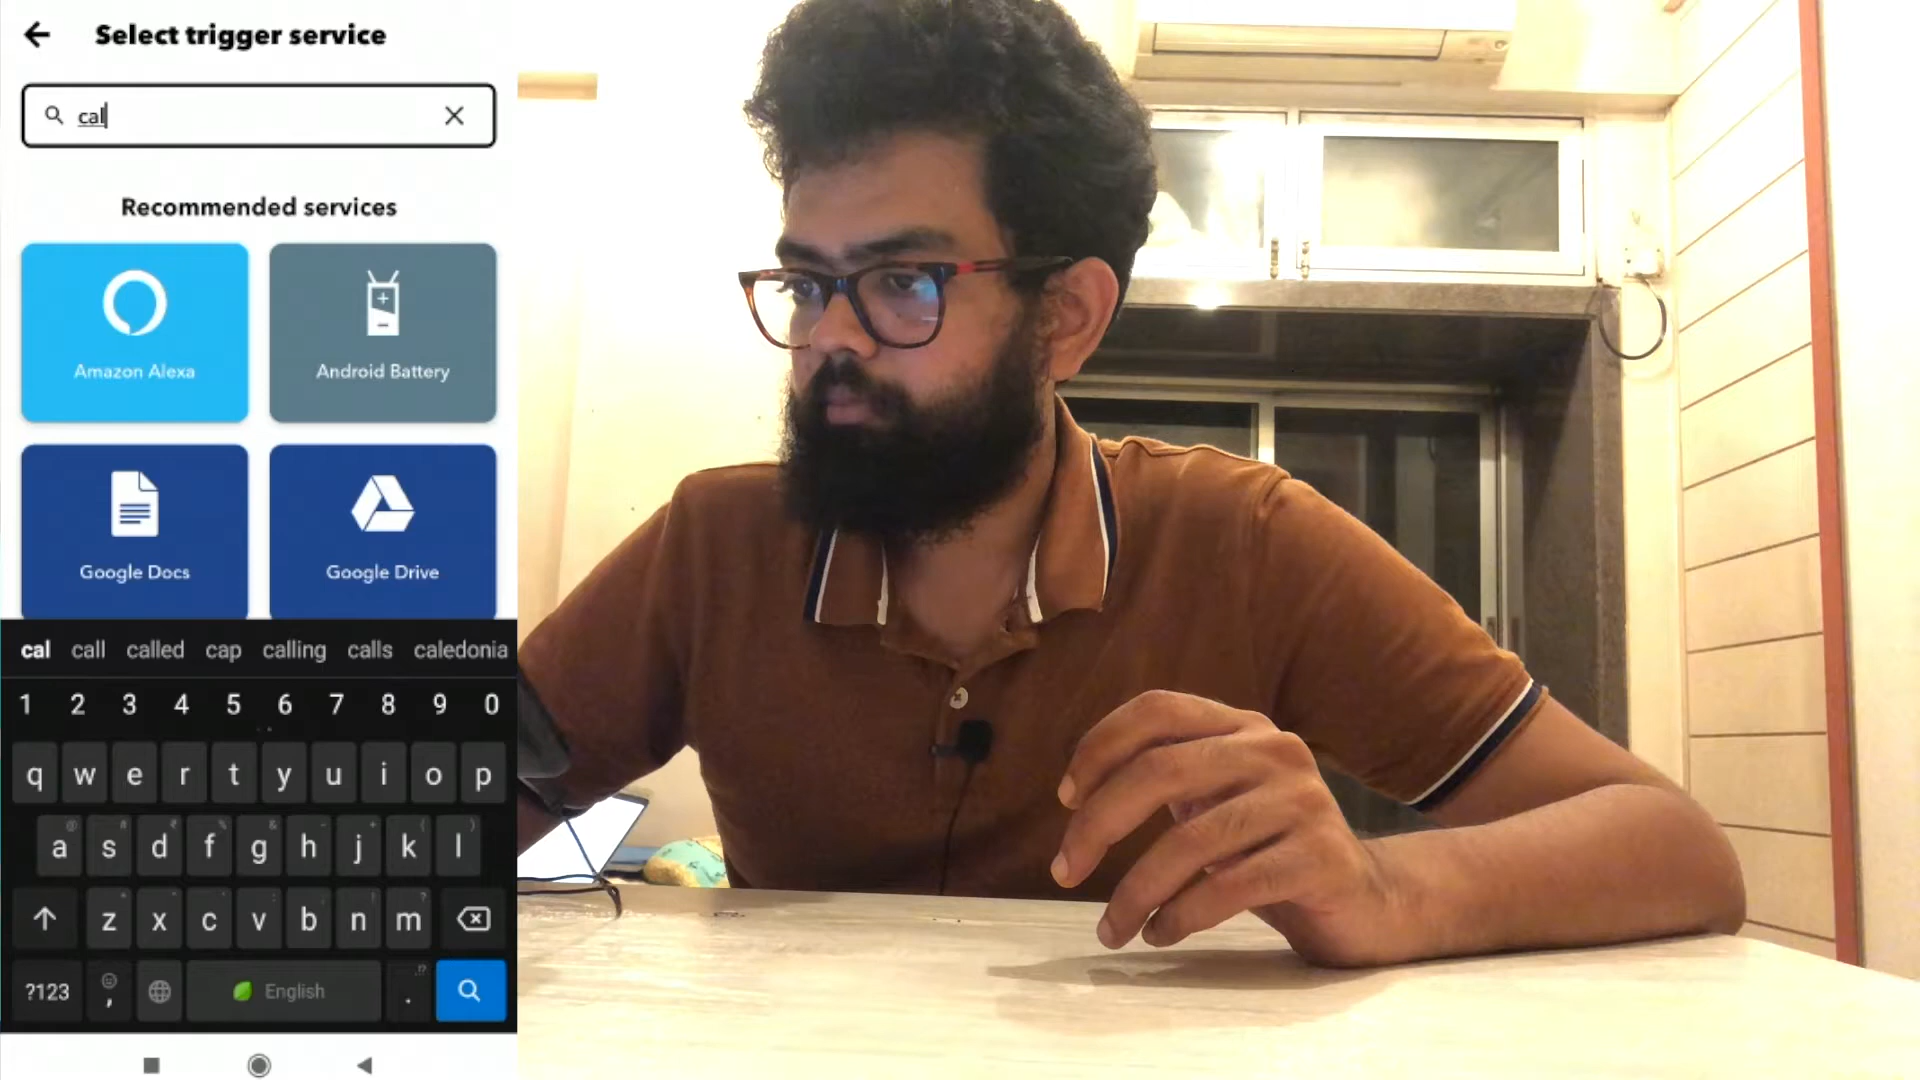 Select trigger service
cal
Recommended services
Amazon Alexa
Android Battery
Google Docs
Google Drive
cal call called cap calling calls caledonia
1 2 3 4 5 6 7 8 9 0
q w e r t y u i o p
a s d f g h j k l
z x c v b n m
?123 , English .